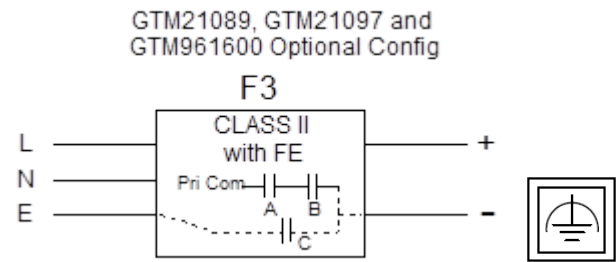 GTM21089, GTM21097 and
GTM961600 Optional Config
F3
CLASS II
with FE
L
+
N
Pri Com
A
B
E
-
C